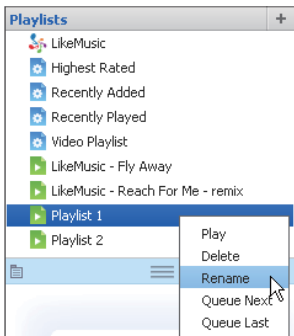 Playlists +
LikeMusic
Highest Rated
Recently Added
Recently Played
Video Playlist
LikeMusic - Fly Away
LikeMusic - Reach For Me - remix
Playlist 1
Playlist 2
Play
Delete
Rename
Queue Next
Queue Last